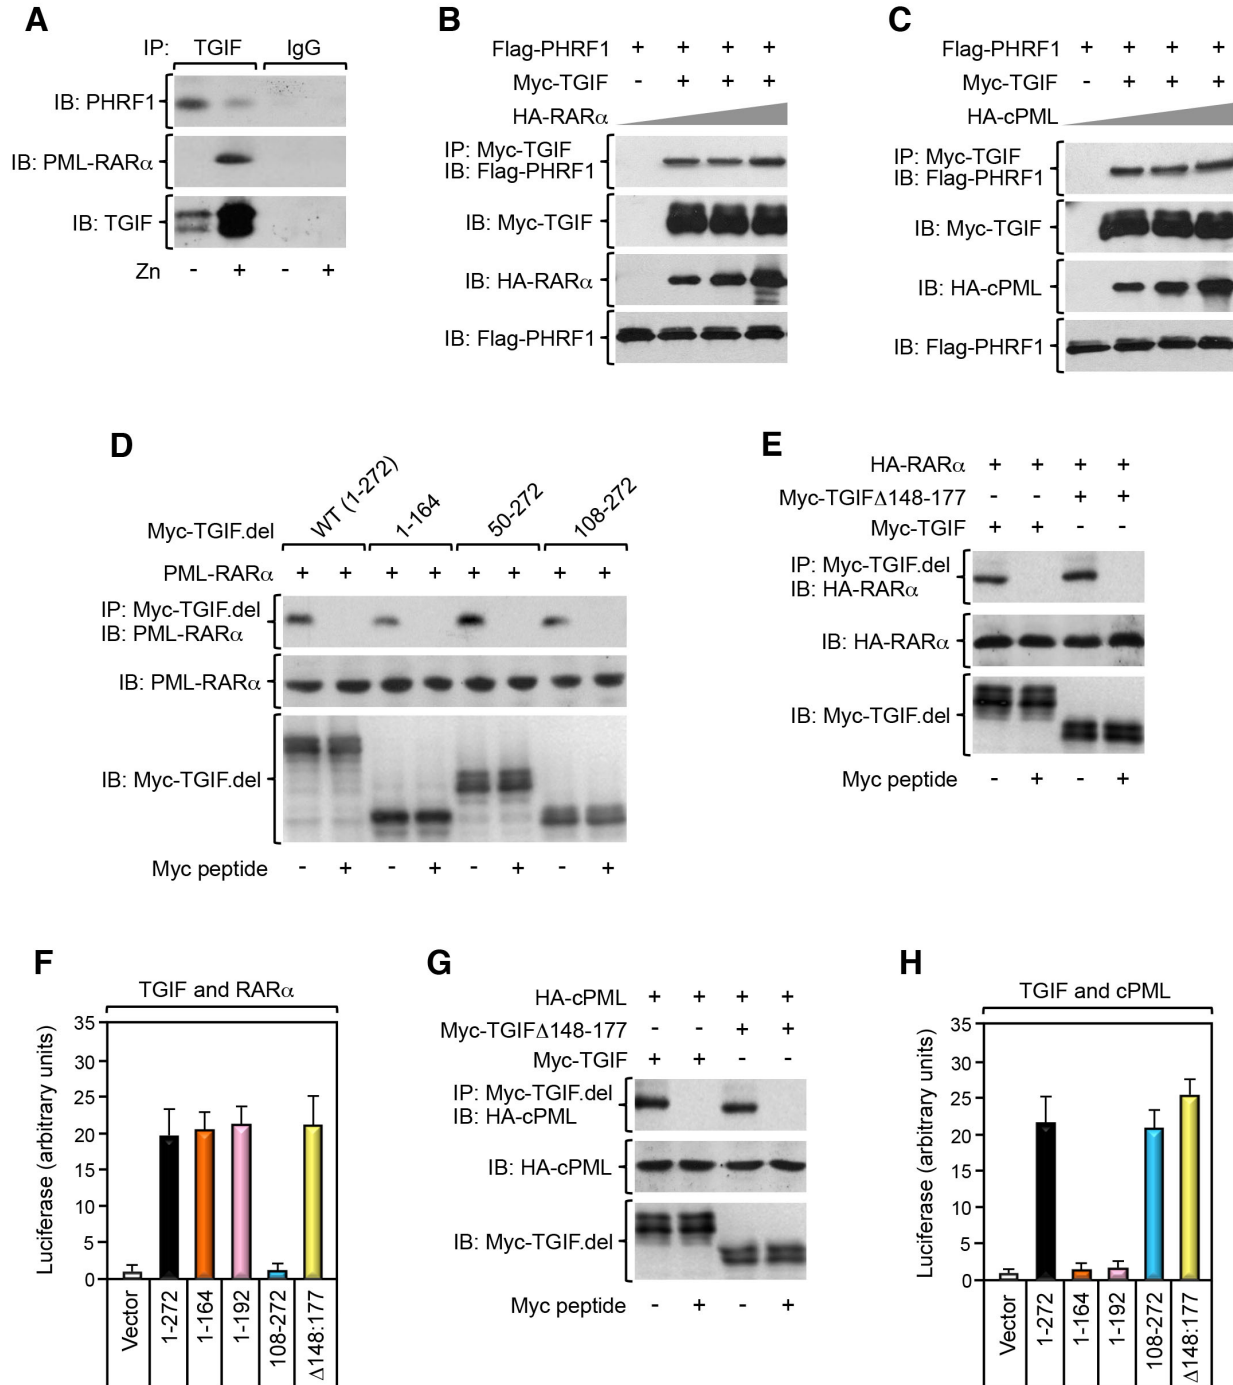 A
IP: TGIF IgG
IB: PHRF1
IB: PML-RARα
IB: TGIF
Zn - + - +
B
Flag-PHRF1 + + + +
Myc-TGIF - + + +
HA-RARα
IP: Myc-TGIF
IB: Flag-PHRF1
IB: Myc-TGIF
IB: HA-RARα
IB: Flag-PHRF1
C
Flag-PHRF1 + + + +
Myc-TGIF - + + +
HA-cPML
IP: Myc-TGIF
IB: Flag-PHRF1
IB: Myc-TGIF
IB: HA-cPML
IB: Flag-PHRF1
D
Myc-TGIF.del WT (1-272) 1-164 50-272 108-272
PML-RARα + + + + + + + +
IP: Myc-TGIF.del
IB: PML-RARα
IB: PML-RARα
IB: Myc-TGIF.del
Myc peptide - + - + - + - +
E
HA-RARα + + + +
Myc-TGIFΔ148-177 - - + +
Myc-TGIF + + - -
IP: Myc-TGIF.del
IB: HA-RARα
IB: HA-RARα
IB: Myc-TGIF.del
Myc peptide - + - +
F
TGIF and RARα
Luciferase (arbitrary units)
35
30
25
20
15
10
5
0
Vector
1-272
1-164
1-192
108-272
Δ148:177
G
HA-cPML + + + +
Myc-TGIFΔ148-177 - - + +
Myc-TGIF + + - -
IP: Myc-TGIF.del
IB: HA-cPML
IB: HA-cPML
IB: Myc-TGIF.del
Myc peptide - + - +
H
TGIF and cPML
Luciferase (arbitrary units)
35
30
25
20
15
10
5
0
Vector
1-272
1-164
1-192
108-272
Δ148:177